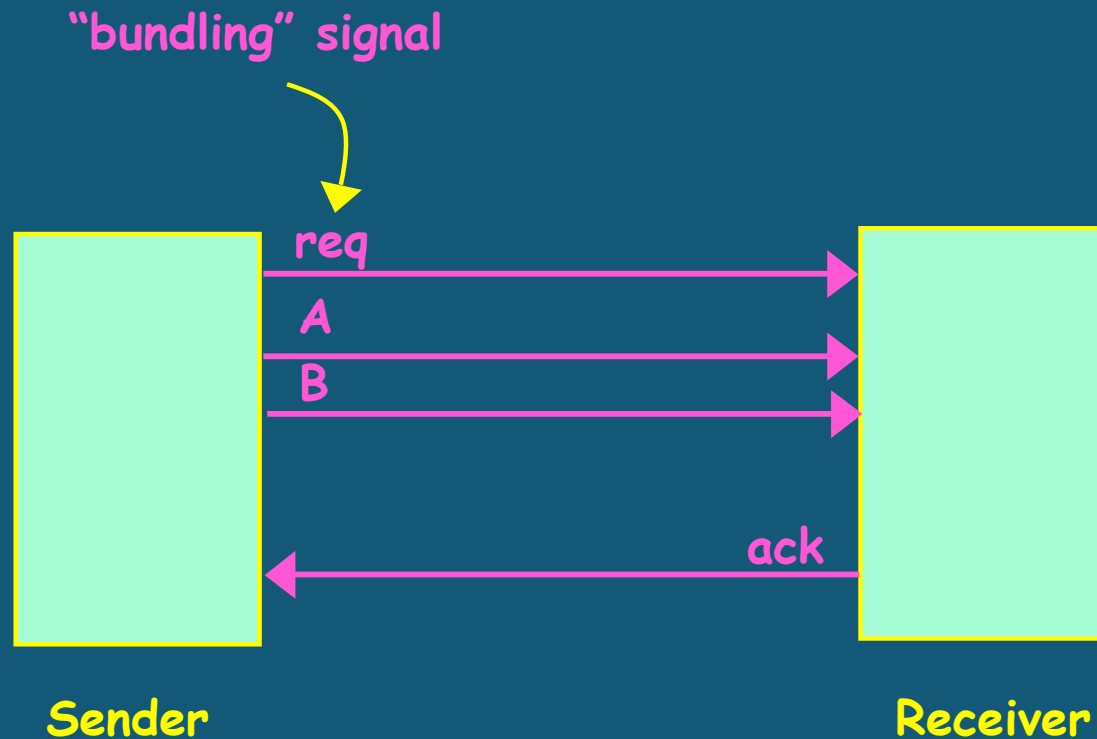 “bundling” signal
req
A
B
ack
Sender
Receiver